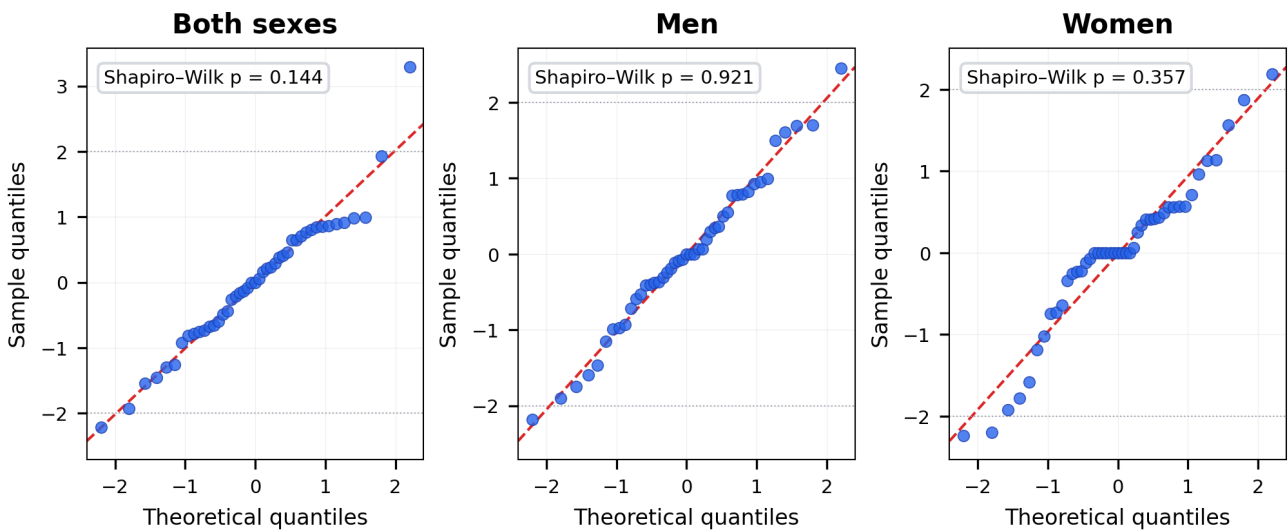 Both sexes
Men
Women
Shapiro–Wilk p = 0.144
Shapiro–Wilk p = 0.921
Shapiro–Wilk p = 0.357
Sample quantiles
3
2
1
0
−1
−2
Sample quantiles
2
1
0
−1
−2
Sample quantiles
2
1
0
−1
−2
−2 −1 0 1 2
−2 −1 0 1 2
−2 −1 0 1 2
Theoretical quantiles
Theoretical quantiles
Theoretical quantiles